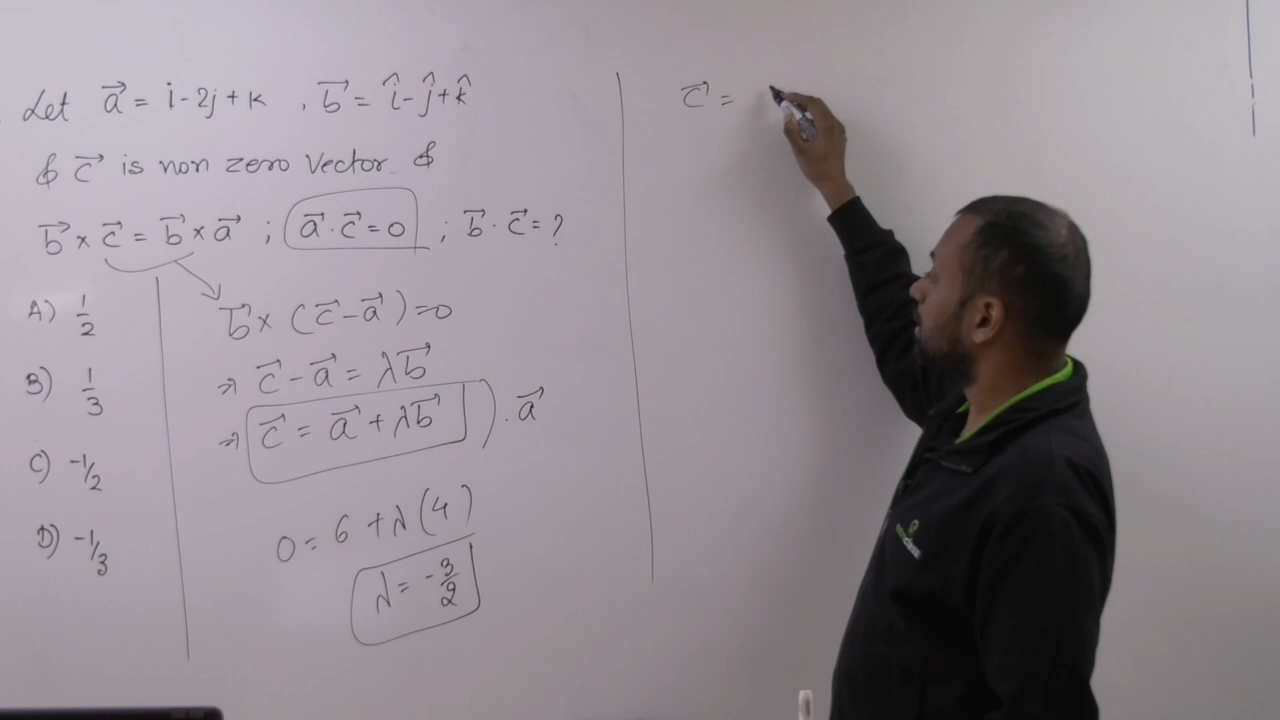 Let a⃗ = i - 2j + k , b⃗ = î - ĵ + k̂
& c⃗ is non zero vector &
b⃗ × c⃗ = b⃗ × a⃗ ; a⃗ · c⃗ = 0 ; b⃗ · c⃗ = ?
A) 1/2
B) 1/3
C) -1/2
D) -1/3
b⃗ × (c⃗ - a⃗) = 0
⇒ c⃗ - a⃗ = λb⃗
⇒ c⃗ = a⃗ + λb⃗ ) . a⃗
0 = 6 + λ(4)
λ = -3/2
c⃗ =